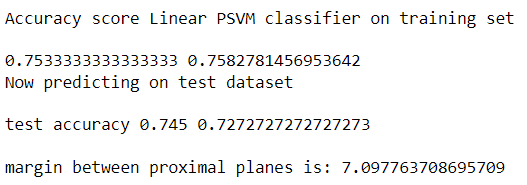 Accuracy score Linear PSVM classifier on training set
0.7533333333333333 0.7582781456953642
Now predicting on test dataset
test accuracy 0.745 0.7272727272727273
margin between proximal planes is: 7.097763708695709